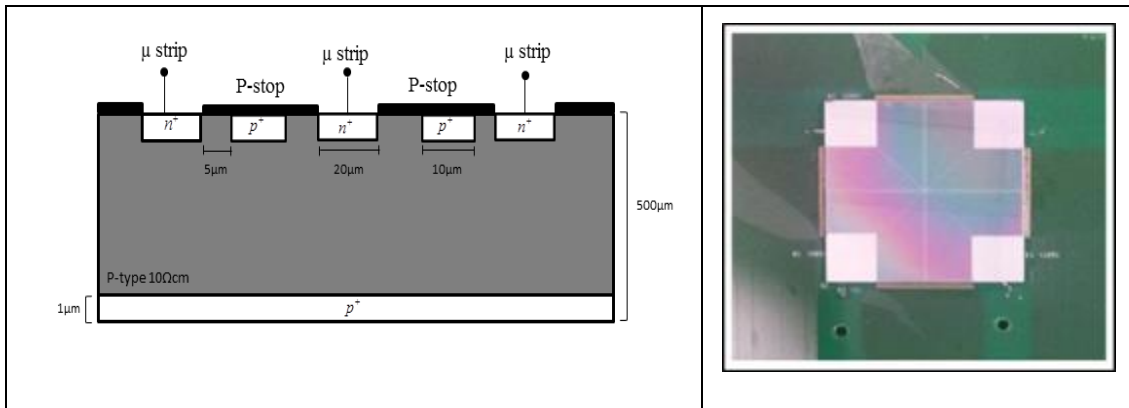 μ strip
μ strip
μ strip
P-stop
P-stop
n⁺
p⁺
n⁺
p⁺
n⁺
5μm
20μm
10μm
500μm
P-type 10Ωcm
1μm
p⁺